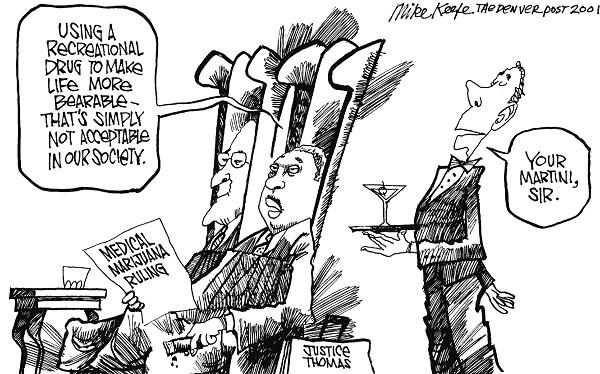 Mike Keefe. THE DENVER POST 2001
USING A
RECREATIONAL
DRUG TO MAKE
LIFE MORE
BEARABLE—
THAT'S SIMPLY
NOT ACCEPTABLE
IN OUR SOCIETY.
YOUR
MARTINI,
SIR.
MEDICAL
MARIJUANA
RULING
JUSTICE
THOMAS